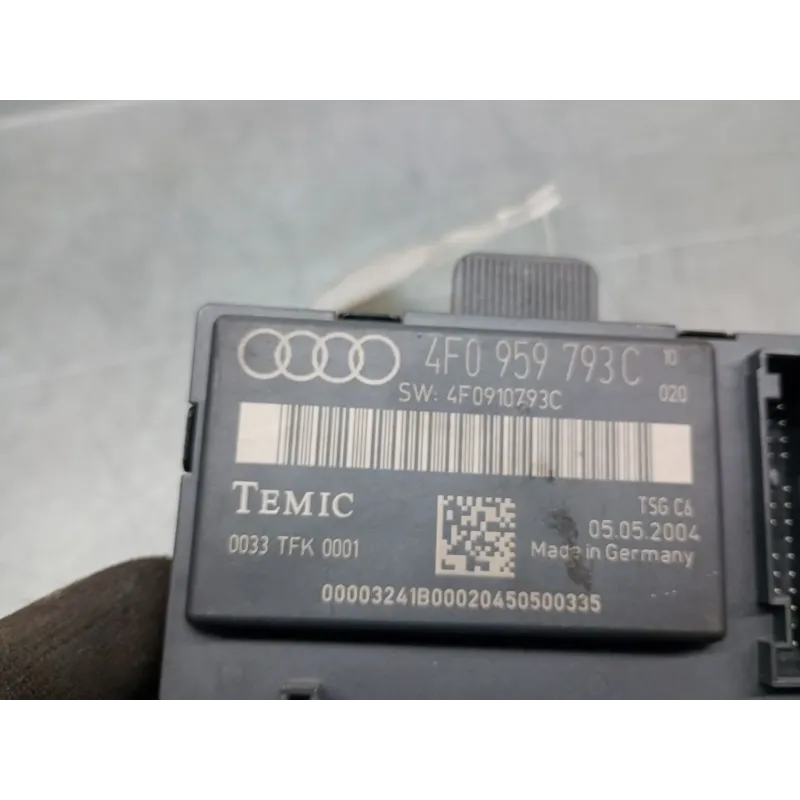 4F0 959 793C 10
SW: 4F0910793C 020
TEMIC
TSG C6
05.05.2004
0033 TFK 0001
Made in Germany
00003241B00020450500335